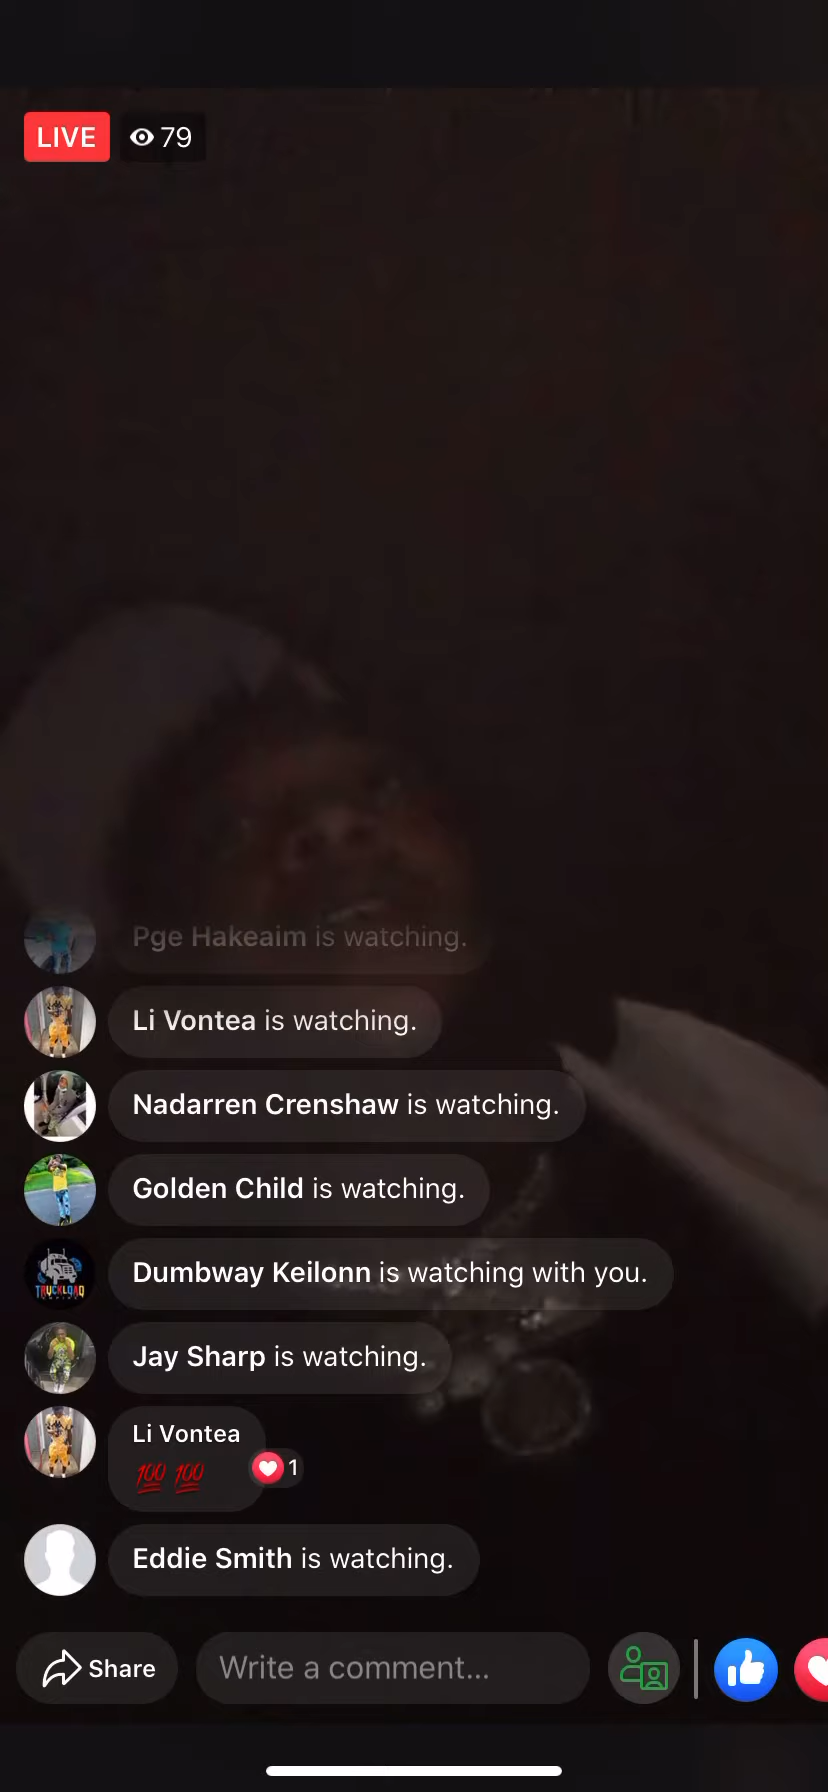 LIVE 79
Pge Hakeaim is watching.
Li Vontea is watching.
Nadarren Crenshaw is watching.
Golden Child is watching.
TRUCKLOAD
Dumbway Keilonn is watching with you.
Jay Sharp is watching.
Li Vontea
💯 💯 1
Eddie Smith is watching.
Share Write a comment...